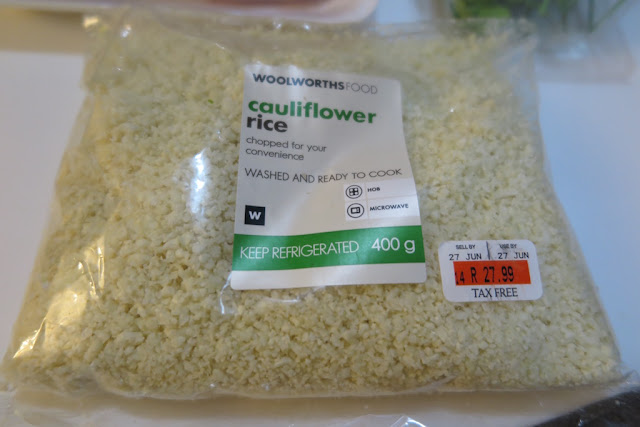 WOOLWORTHSFOOD
cauliflower
rice
chopped for your
convenience
WASHED AND READY TO COOK
HOB
MICROWAVE
W
KEEP REFRIGERATED 400 g
SELL BY USE BY
27 JUN 27 JUN
14 R 27.99
TAX FREE